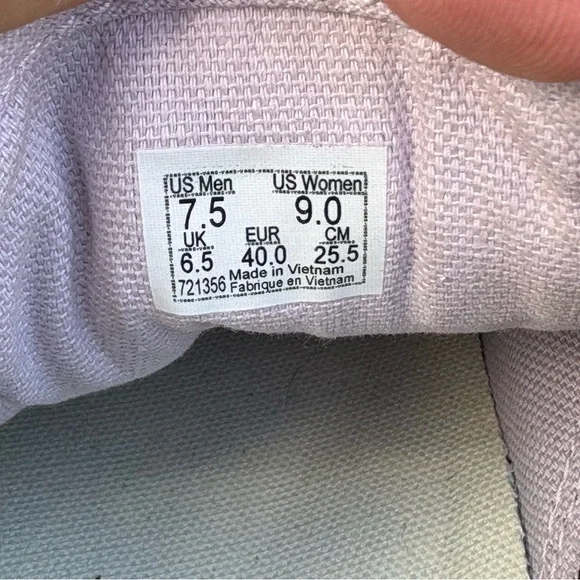 US Men US Women
7.5 9.0
UK EUR CM
6.5 40.0 25.5
721356 Made in Vietnam
Fabrique en Vietnam